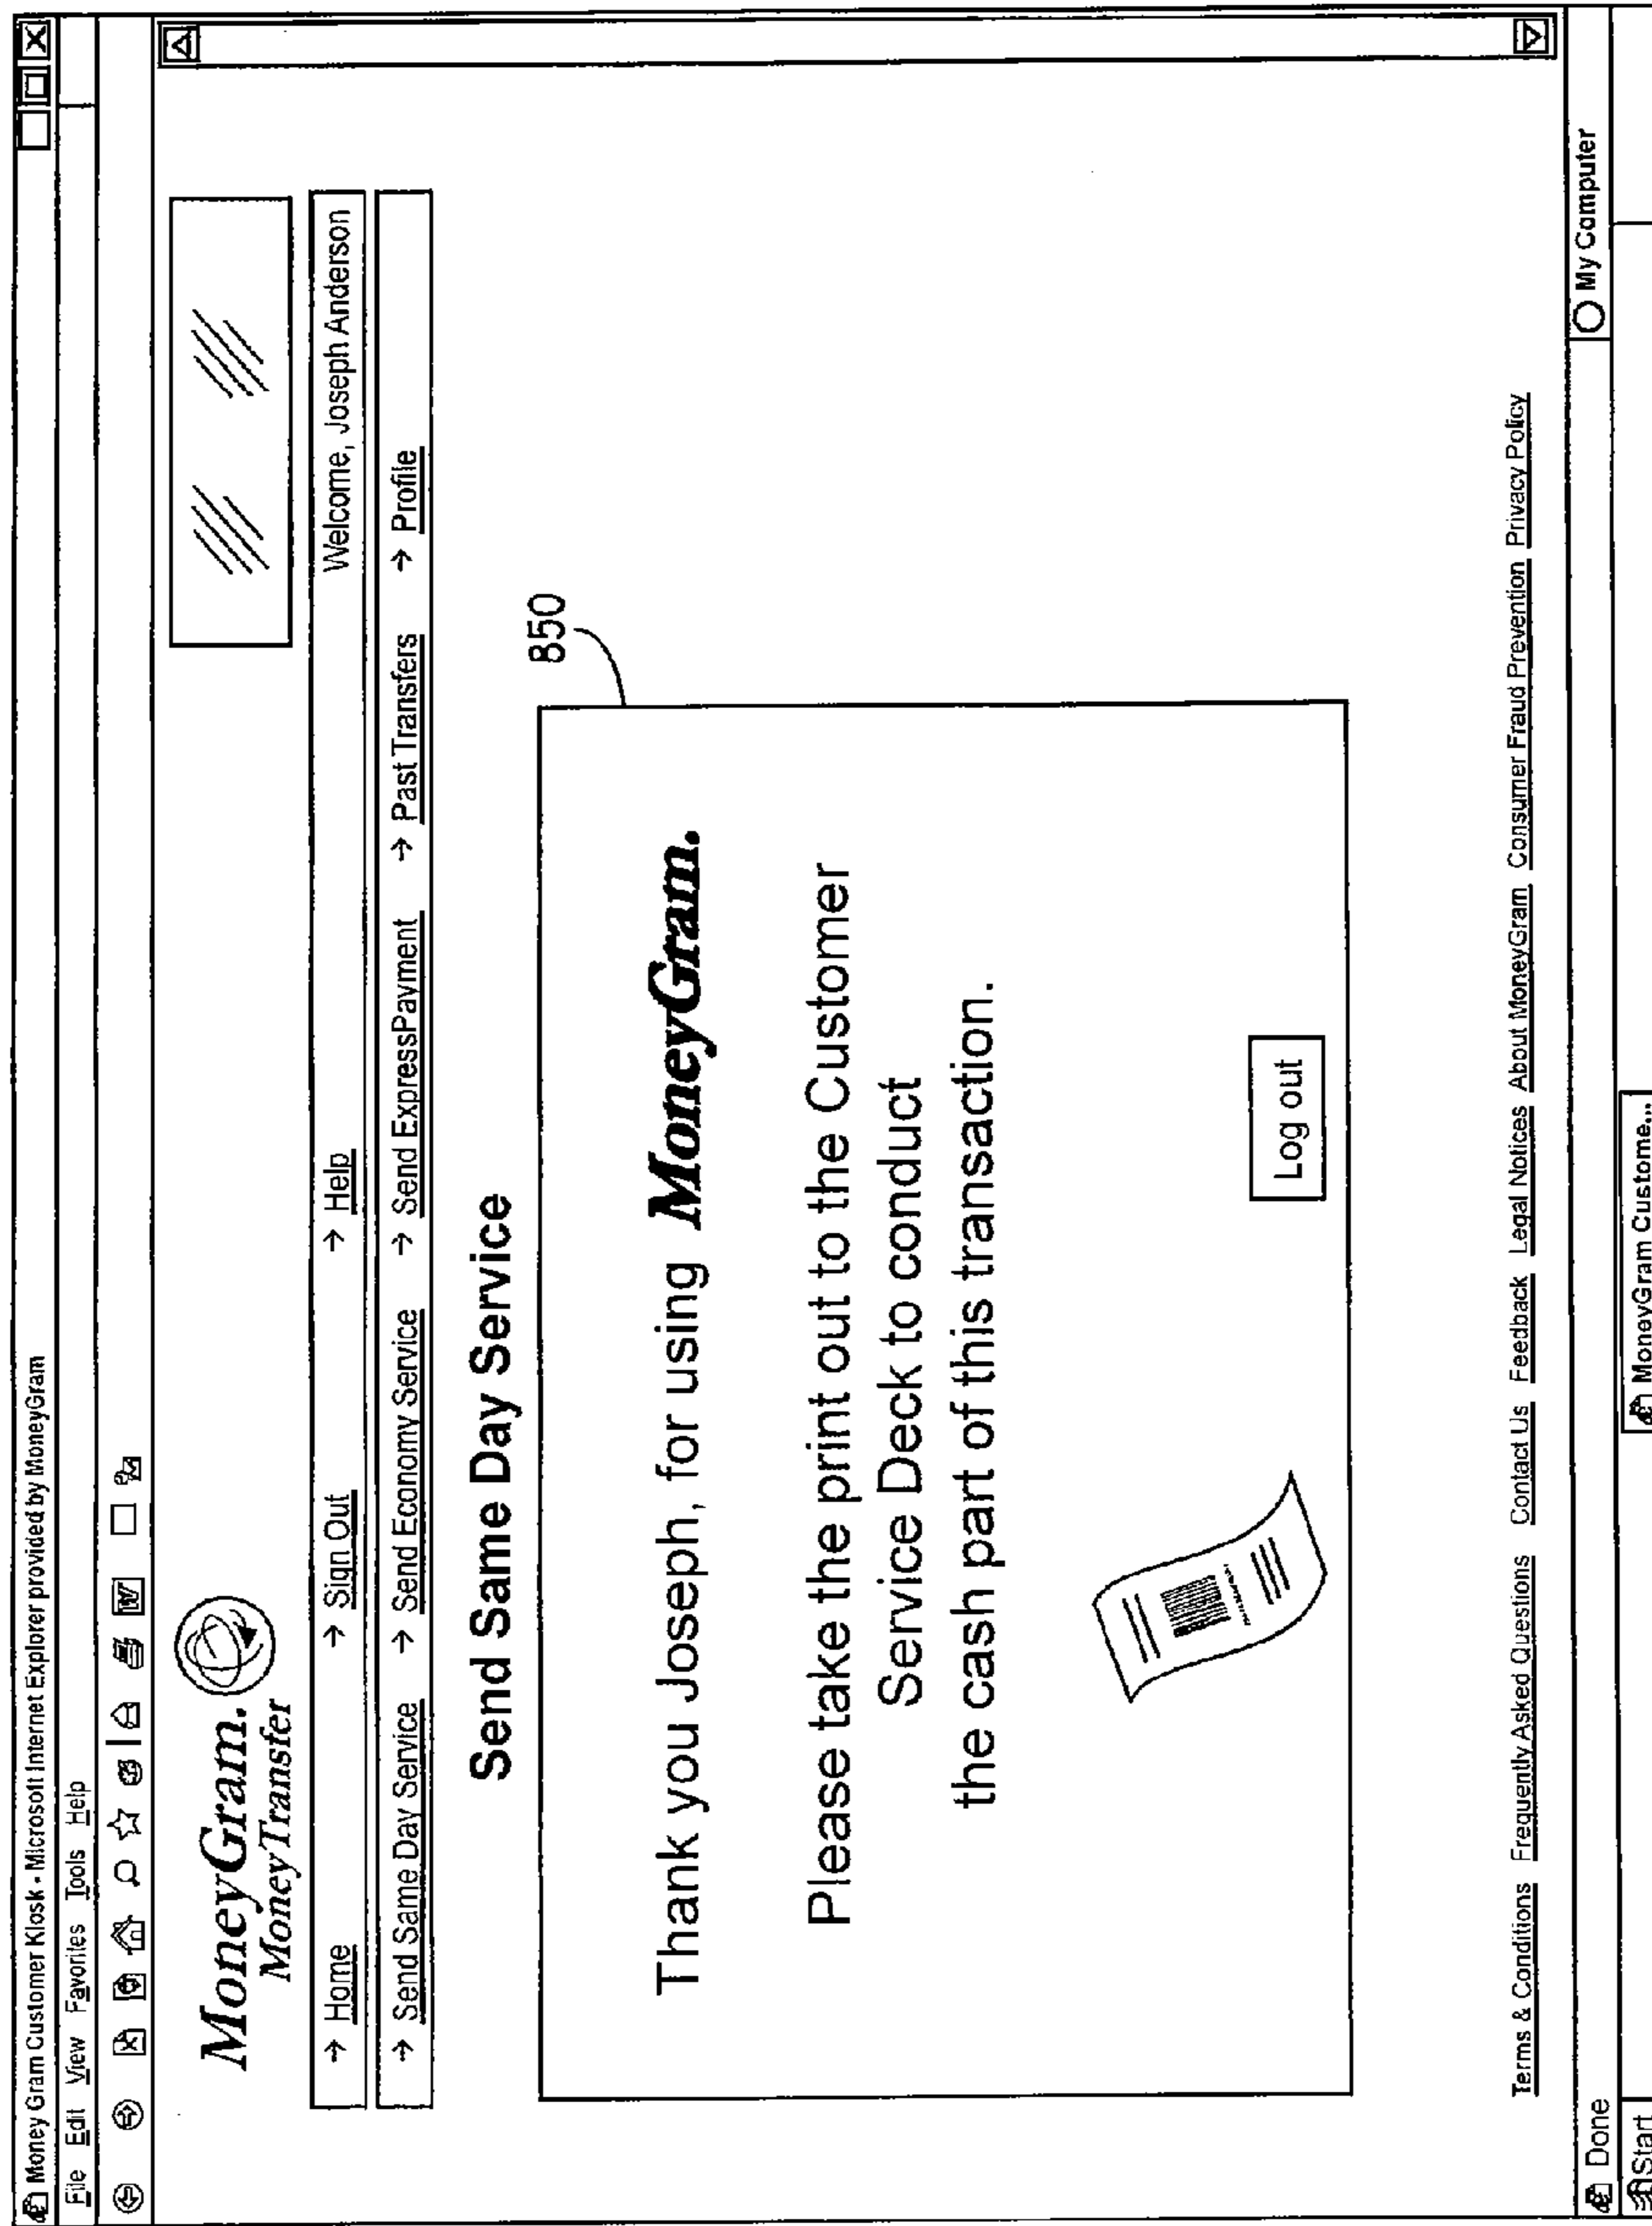 Money Gram Customer Kiosk - Microsoft Internet Explorer provided by MoneyGram
File Edit View Favorites Tools Help
W
MoneyGram.
MoneyTransfer
→ Home → Sign Out → Help Welcome, Joseph Anderson
→ Send Same Day Service → Send Economy Service → Send ExpressPayment → Past Transfers → Profile
Send Same Day Service
850
Thank you Joseph, for using MoneyGram.
Please take the print out to the Customer
Service Deck to conduct
the cash part of this transaction.
Log out
Terms & Conditions Frequently Asked Questions Contact Us Feedback Legal Notices About MoneyGram Consumer Fraud Prevention Privacy Policy
Done My Computer
Start MoneyGram Custome...